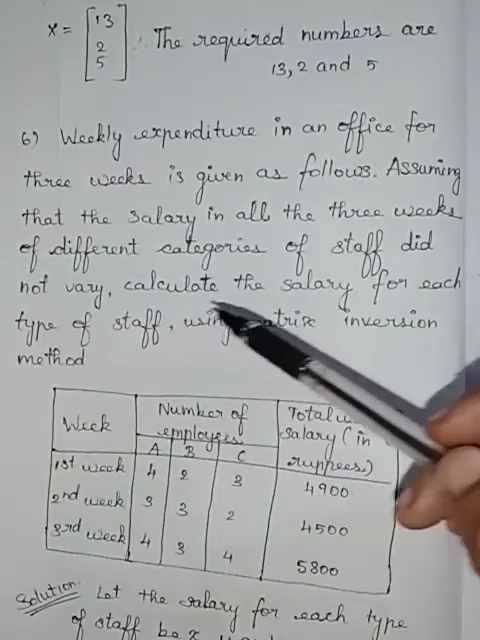 X = [13 2 5] ∴ The required numbers are
13, 2 and 5
6) Weekly expenditure in an office for
three weeks is given as follows. Assuming
that the salary in all the three weeks
of different categories of staff did
not vary, calculate the salary for each
type of staff, using inversion
method
Week Number of employees Total salary (in ruppees)
A B C
1st week 4 2 3 4900
2nd week 3 3 2 4500
3rd week 4 3 4 5800
Solution. Let the salary for each type
of staff be x